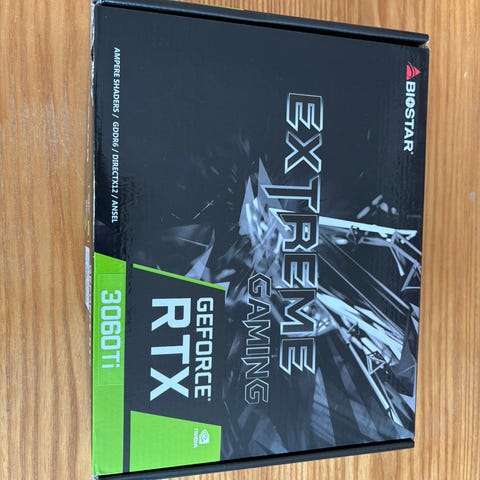 BIOSTAR
EXTREME
GAMING
AMPERE SHADERS / GDDR6 / DIRECTX12 / ANSEL
GEFORCE
RTX
3060Ti
NVIDIA